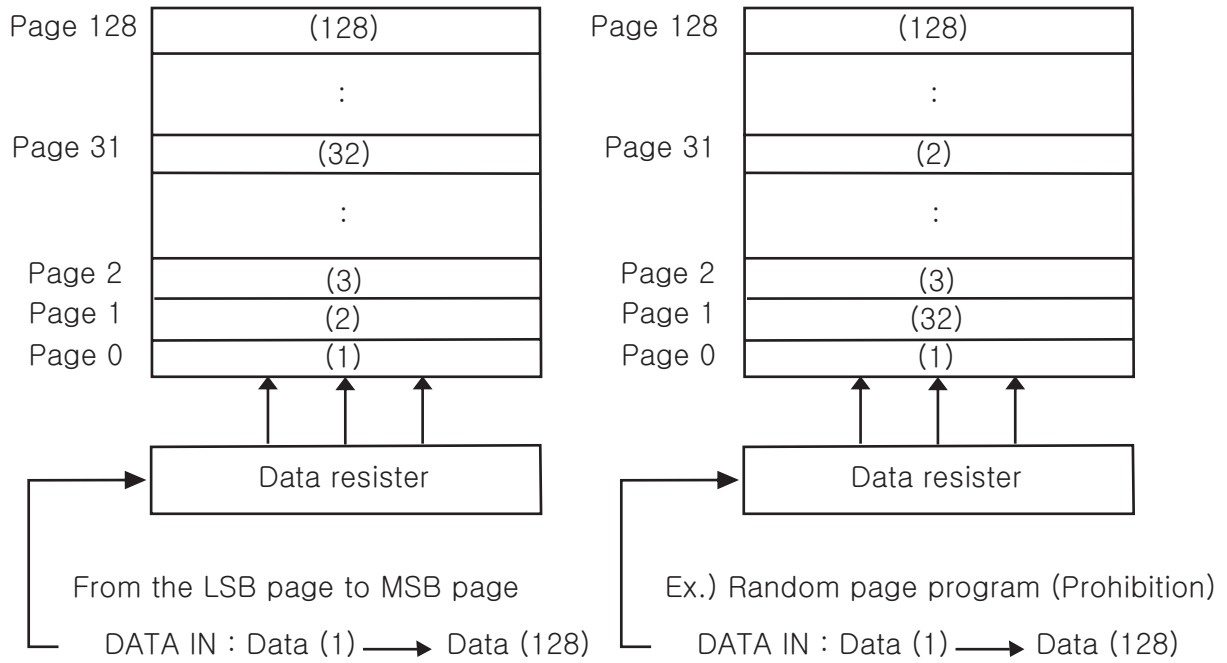 Page 128
(128)
:
Page 31
(32)
:
Page 2
(3)
Page 1
(2)
Page 0
(1)
Data resister
From the LSB page to MSB page
DATA IN : Data (1) Data (128)
Page 128
(128)
:
Page 31
(2)
:
Page 2
(3)
Page 1
(32)
Page 0
(1)
Data resister
Ex.) Random page program (Prohibition)
DATA IN : Data (1) Data (128)